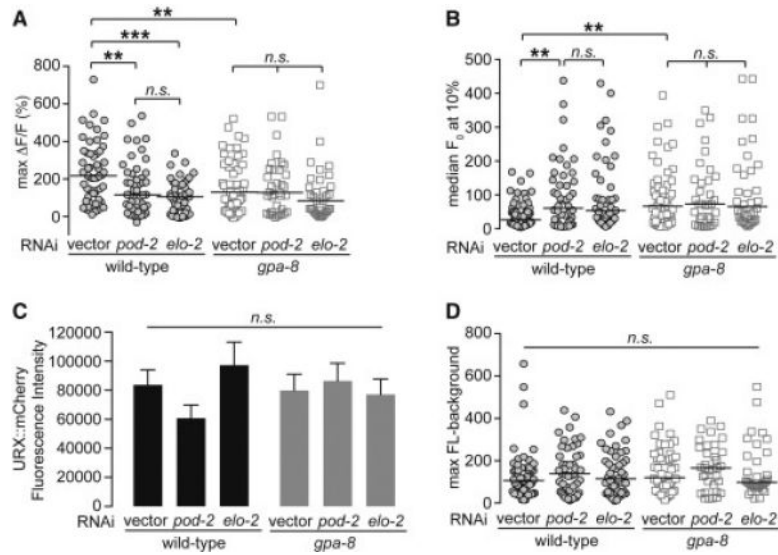 A
**
***
**
n.s.
n.s.
max ΔF/F (%)
800
600
400
200
0
RNAi vector pod-2 elo-2 vector pod-2 elo-2
wild-type gpa-8
B
**
**
n.s.
n.s.
median F0 at 10%
500
400
300
200
100
0
RNAi vector pod-2 elo-2 vector pod-2 elo-2
wild-type gpa-8
C
n.s.
URX::mCherry
Fluorescence Intensity
120000
100000
80000
60000
40000
20000
0
RNAi vector pod-2 elo-2 vector pod-2 elo-2
wild-type gpa-8
D
n.s.
max FL-background
800
600
400
200
0
RNAi vector pod-2 elo-2 vector pod-2 elo-2
wild-type gpa-8